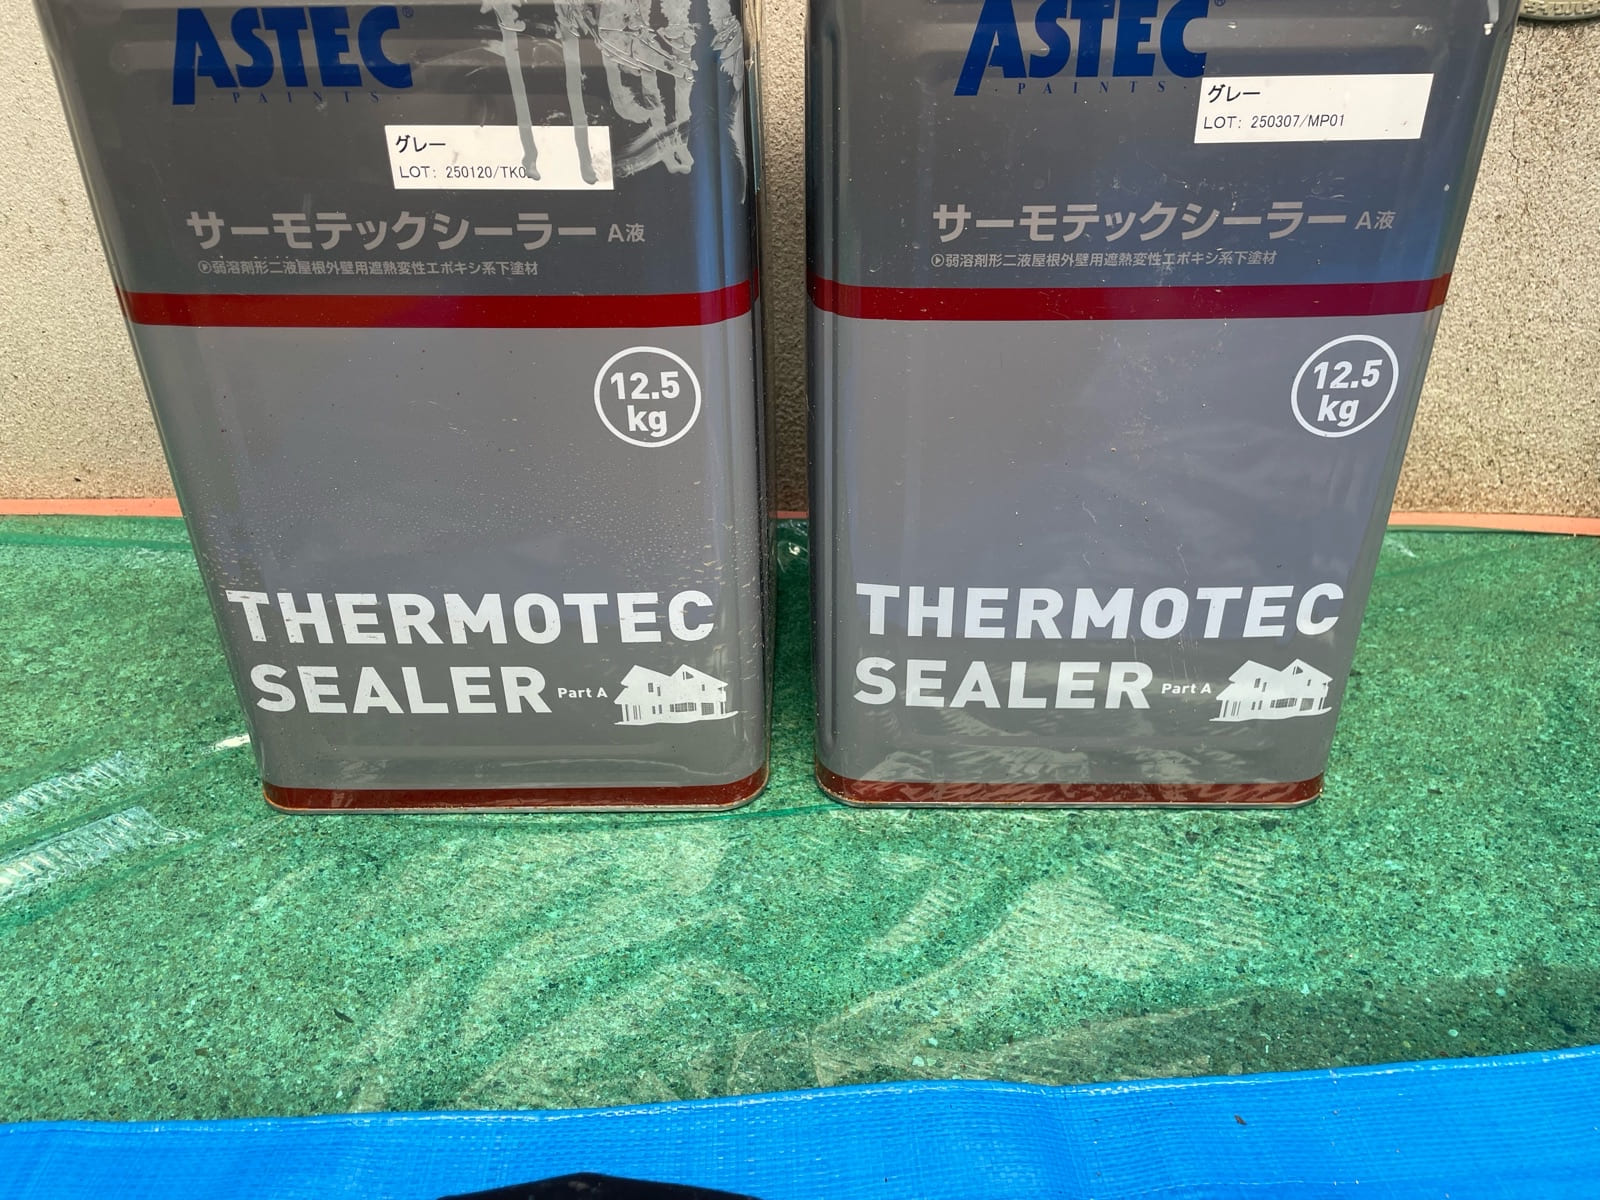 ASTEC®
PAINTS
グレー
LOT: 250120/TK0
サーモテックシーラー A液
弱溶剤形二液屋根外壁用遮熱変性エポキシ系下塗材
12.5
kg
THERMOTEC
SEALER Part A
ASTEC®
PAINTS
グレー
LOT: 250307/MP01
サーモテックシーラー A液
弱溶剤形二液屋根外壁用遮熱変性エポキシ系下塗材
12.5
kg
THERMOTEC
SEALER Part A